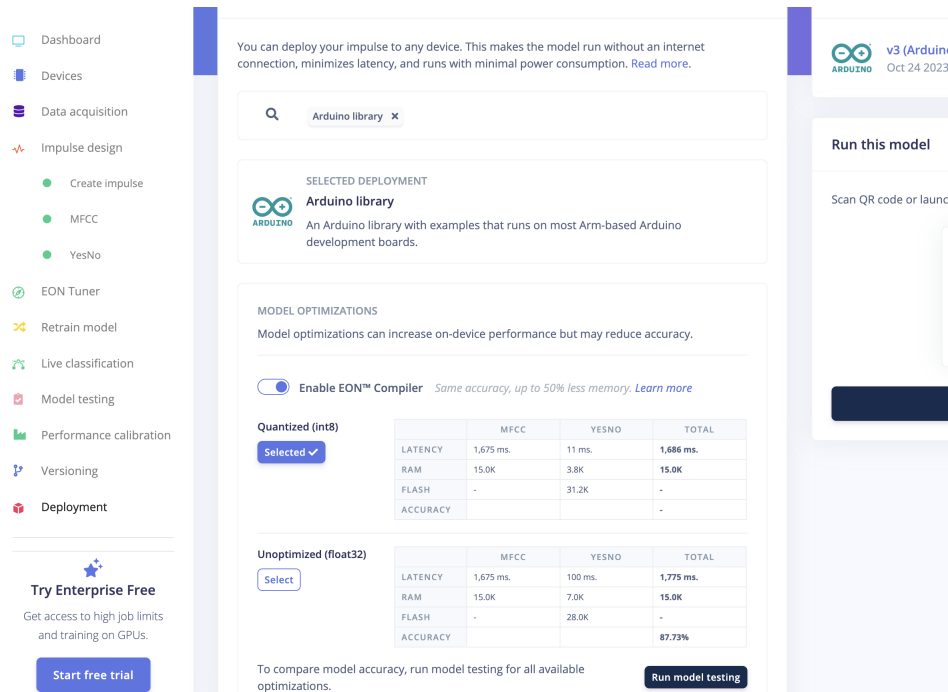 Dashboard
Devices
Data acquisition
Impulse design
Create impulse
MFCC
YesNo
EON Tuner
Retrain model
Live classification
Model testing
Performance calibration
Versioning
Deployment
Try Enterprise Free
Get access to high job limits
and training on GPUs.
Start free trial
You can deploy your impulse to any device. This makes the model run without an internet
connection, minimizes latency, and runs with minimal power consumption. Read more.
Arduino library ×
SELECTED DEPLOYMENT
ARDUINO
Arduino library
An Arduino library with examples that runs on most Arm-based Arduino
development boards.
MODEL OPTIMIZATIONS
Model optimizations can increase on-device performance but may reduce accuracy.
Enable EON™ Compiler Same accuracy, up to 50% less memory. Learn more
Quantized (int8)
Selected ✓
MFCC YESNO TOTAL
LATENCY 1,675 ms. 11 ms. 1,686 ms.
RAM 15.0K 3.8K 15.0K
FLASH - 31.2K -
ACCURACY -
Unoptimized (float32)
Select
MFCC YESNO TOTAL
LATENCY 1,675 ms. 100 ms. 1,775 ms.
RAM 15.0K 7.0K 15.0K
FLASH - 28.0K -
ACCURACY 87.73%
To compare model accuracy, run model testing for all available
optimizations.
Run model testing
ARDUINO
v3 (Arduin
Oct 24 2023
Run this model
Scan QR code or launc